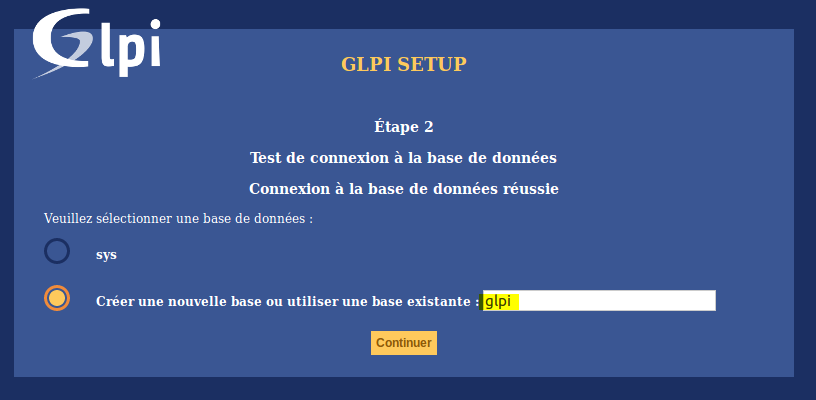 Glpi
GLPI SETUP
Étape 2
Test de connexion à la base de données
Connexion à la base de données réussie
Veuillez sélectionner une base de données :
sys
Créer une nouvelle base ou utiliser une base existante : glpi
Continuer